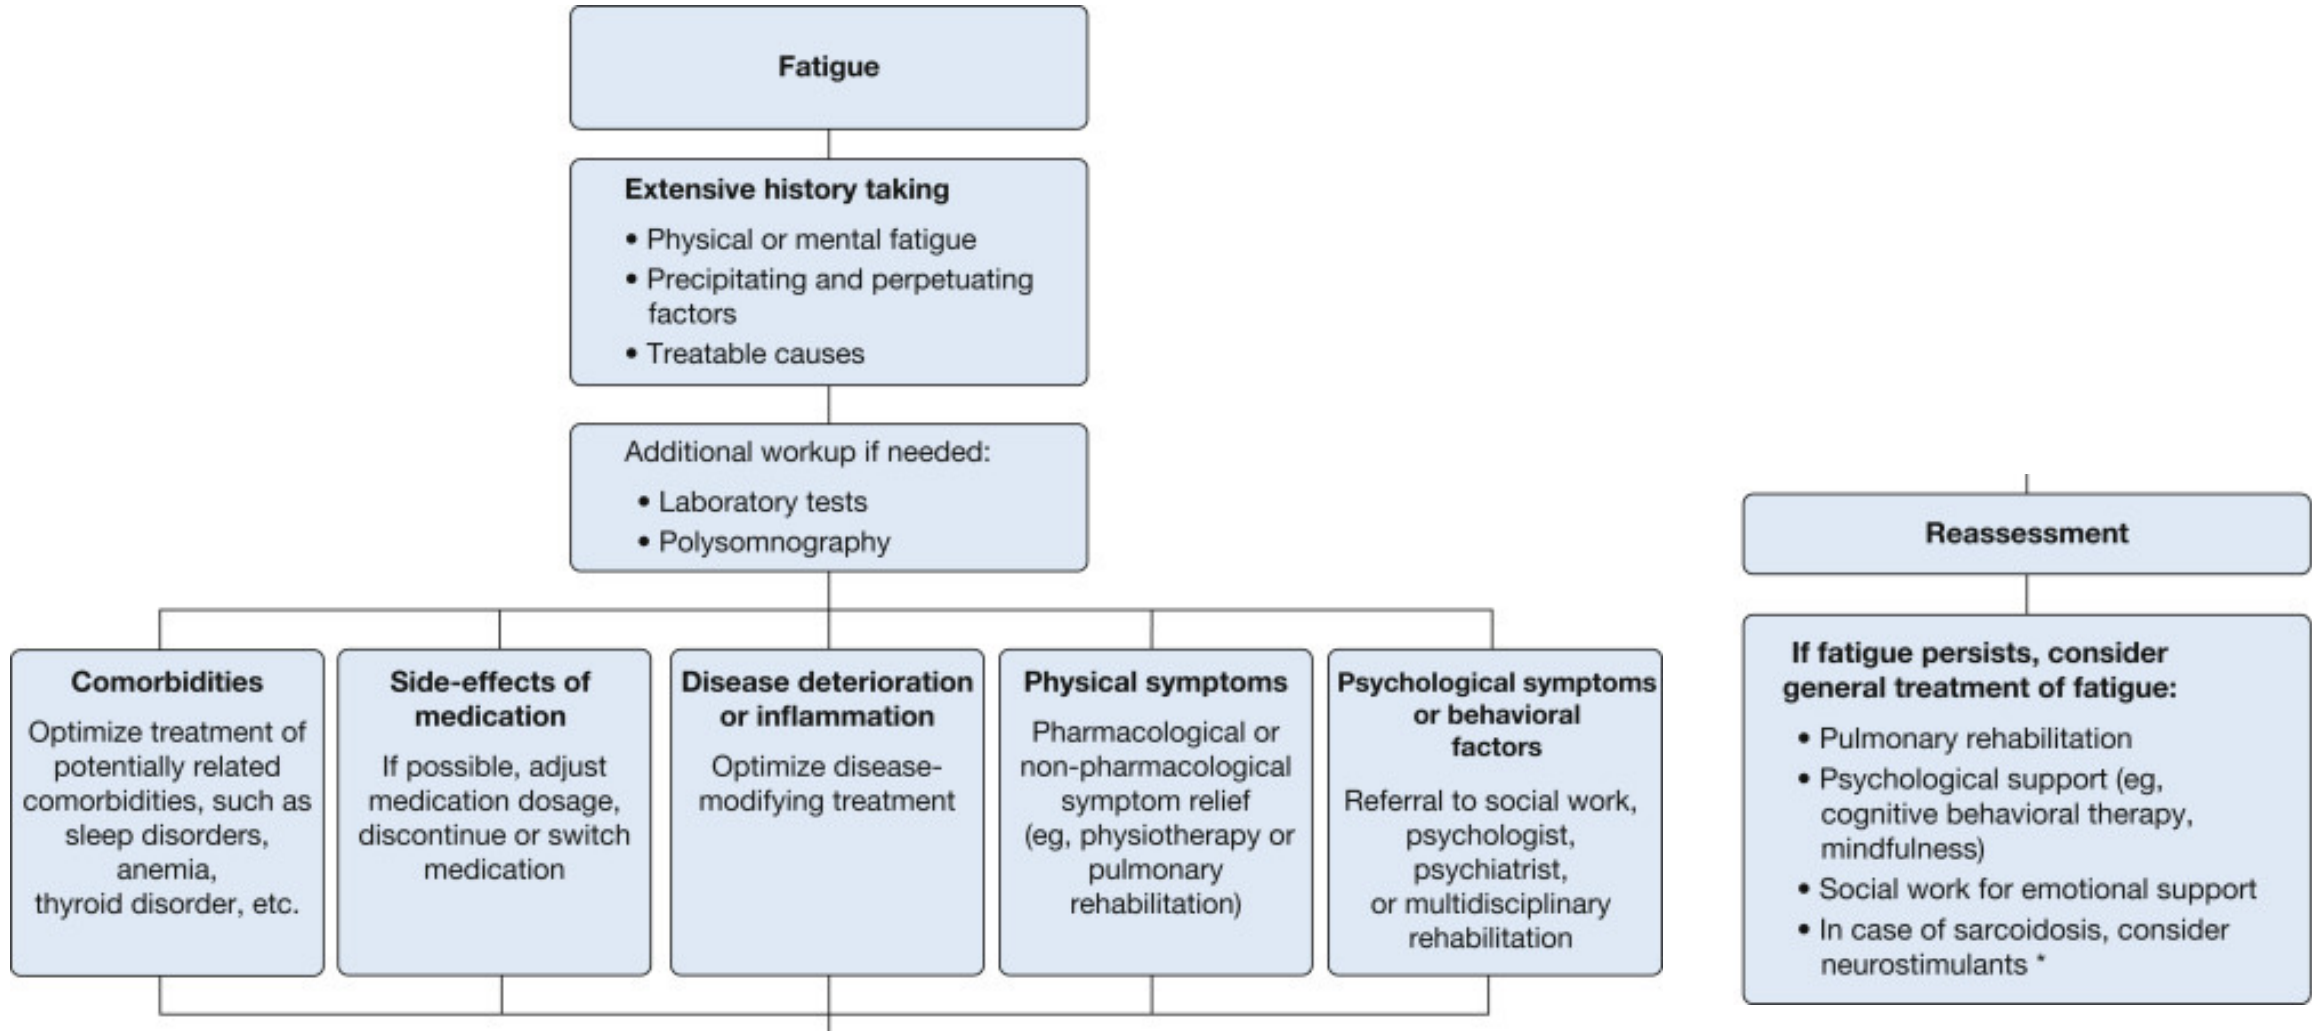 Fatigue
Extensive history taking
• Physical or mental fatigue
• Precipitating and perpetuating
factors
• Treatable causes
Additional workup if needed:
• Laboratory tests
• Polysomnography
Comorbidities
Optimize treatment of
potentially related
comorbidities, such as
sleep disorders,
anemia,
thyroid disorder, etc.
Side-effects of
medication
If possible, adjust
medication dosage,
discontinue or switch
medication
Disease deterioration
or inflammation
Optimize disease-
modifying treatment
Physical symptoms
Pharmacological or
non-pharmacological
symptom relief
(eg, physiotherapy or
pulmonary
rehabilitation)
Psychological symptoms
or behavioral
factors
Referral to social work,
psychologist,
psychiatrist,
or multidisciplinary
rehabilitation
Reassessment
If fatigue persists, consider
general treatment of fatigue:
• Pulmonary rehabilitation
• Psychological support (eg,
cognitive behavioral therapy,
mindfulness)
• Social work for emotional support
• In case of sarcoidosis, consider
neurostimulants *